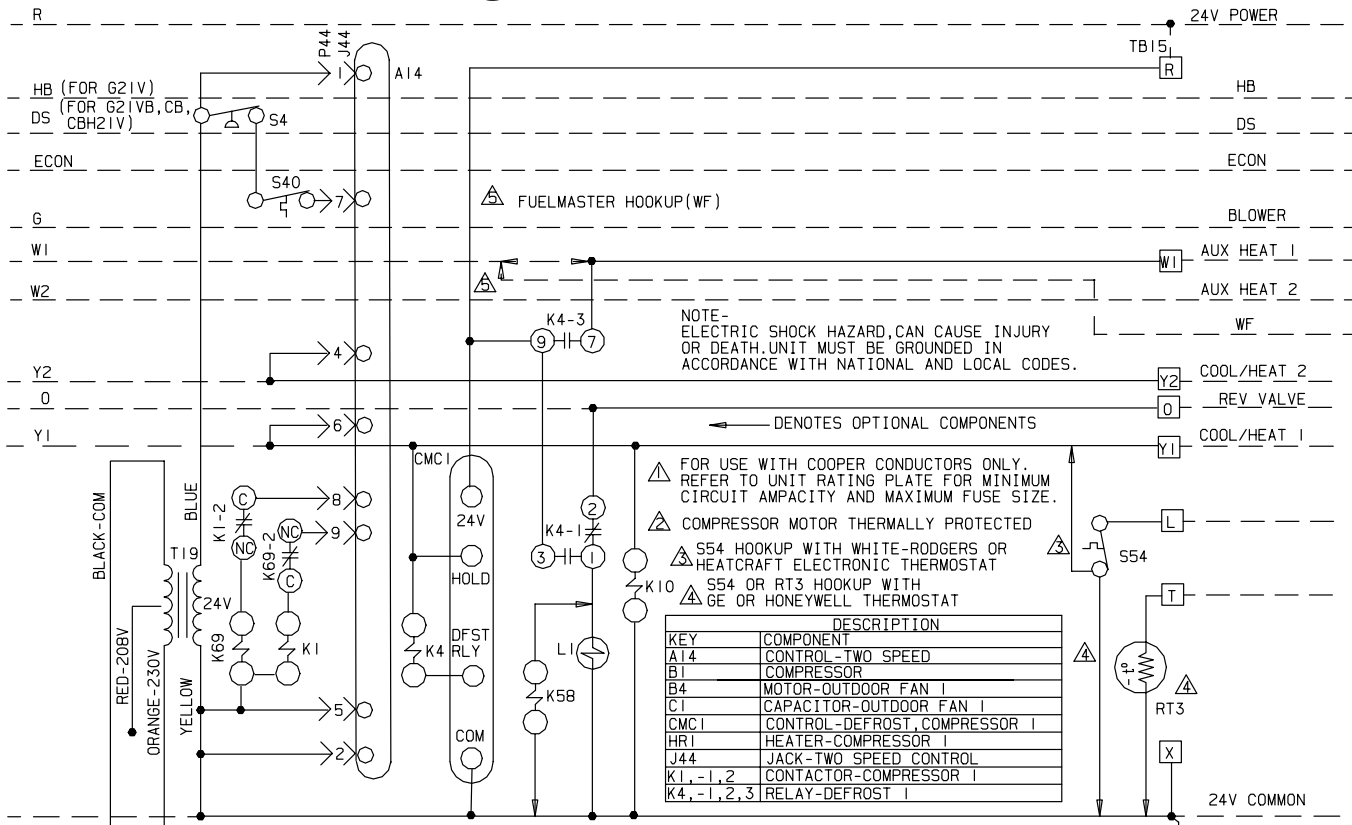 R
24V POWER
P44
J44
TB15
1
A14
R
HB (FOR G21V)
HB
DS (FOR G21VB,CB,
CBH21V)
S4
DS
ECON
ECON
S40
7
5
FUELMASTER HOOKUP(WF)
G
BLOWER
W1
W1
AUX HEAT 1
5
W2
AUX HEAT 2
K4-3
NOTE-
ELECTRIC SHOCK HAZARD,CAN CAUSE INJURY
OR DEATH.UNIT MUST BE GROUNDED IN
ACCORDANCE WITH NATIONAL AND LOCAL CODES.
WF
9
7
4
Y2
Y2
COOL/HEAT 2
O
O
REV VALVE
6
DENOTES OPTIONAL COMPONENTS
Y1
Y1
COOL/HEAT 1
CMC1
1
FOR USE WITH COOPER CONDUCTORS ONLY.
REFER TO UNIT RATING PLATE FOR MINIMUM
CIRCUIT AMPACITY AND MAXIMUM FUSE SIZE.
BLACK-COM
BLUE
K1-2
C
8
24V
2
NC
K69-2
NC
9
K4-1
2
COMPRESSOR MOTOR THERMALLY PROTECTED
L
T19
C
3
1
3
S54 HOOKUP WITH WHITE-RODGERS OR
HEATCRAFT ELECTRONIC THERMOSTAT
3
S54
HOLD
K10
4
S54 OR RT3 HOOKUP WITH
GE OR HONEYWELL THERMOSTAT
T
24V
RED-208V
ORANGE-230V
YELLOW
K69
K1
K4
DFST
RLY
L1
K58
DESCRIPTION
KEY COMPONENT
A14 CONTROL-TWO SPEED
B1 COMPRESSOR
B4 MOTOR-OUTDOOR FAN 1
C1 CAPACITOR-OUTDOOR FAN 1
CMC1 CONTROL-DEFROST,COMPRESSOR 1
HR1 HEATER-COMPRESSOR 1
J44 JACK-TWO SPEED CONTROL
K1,-1,2 CONTACTOR-COMPRESSOR 1
K4,-1,2,3 RELAY-DEFROST 1
4
-t°
4
RT3
5
COM
2
X
24V COMMON